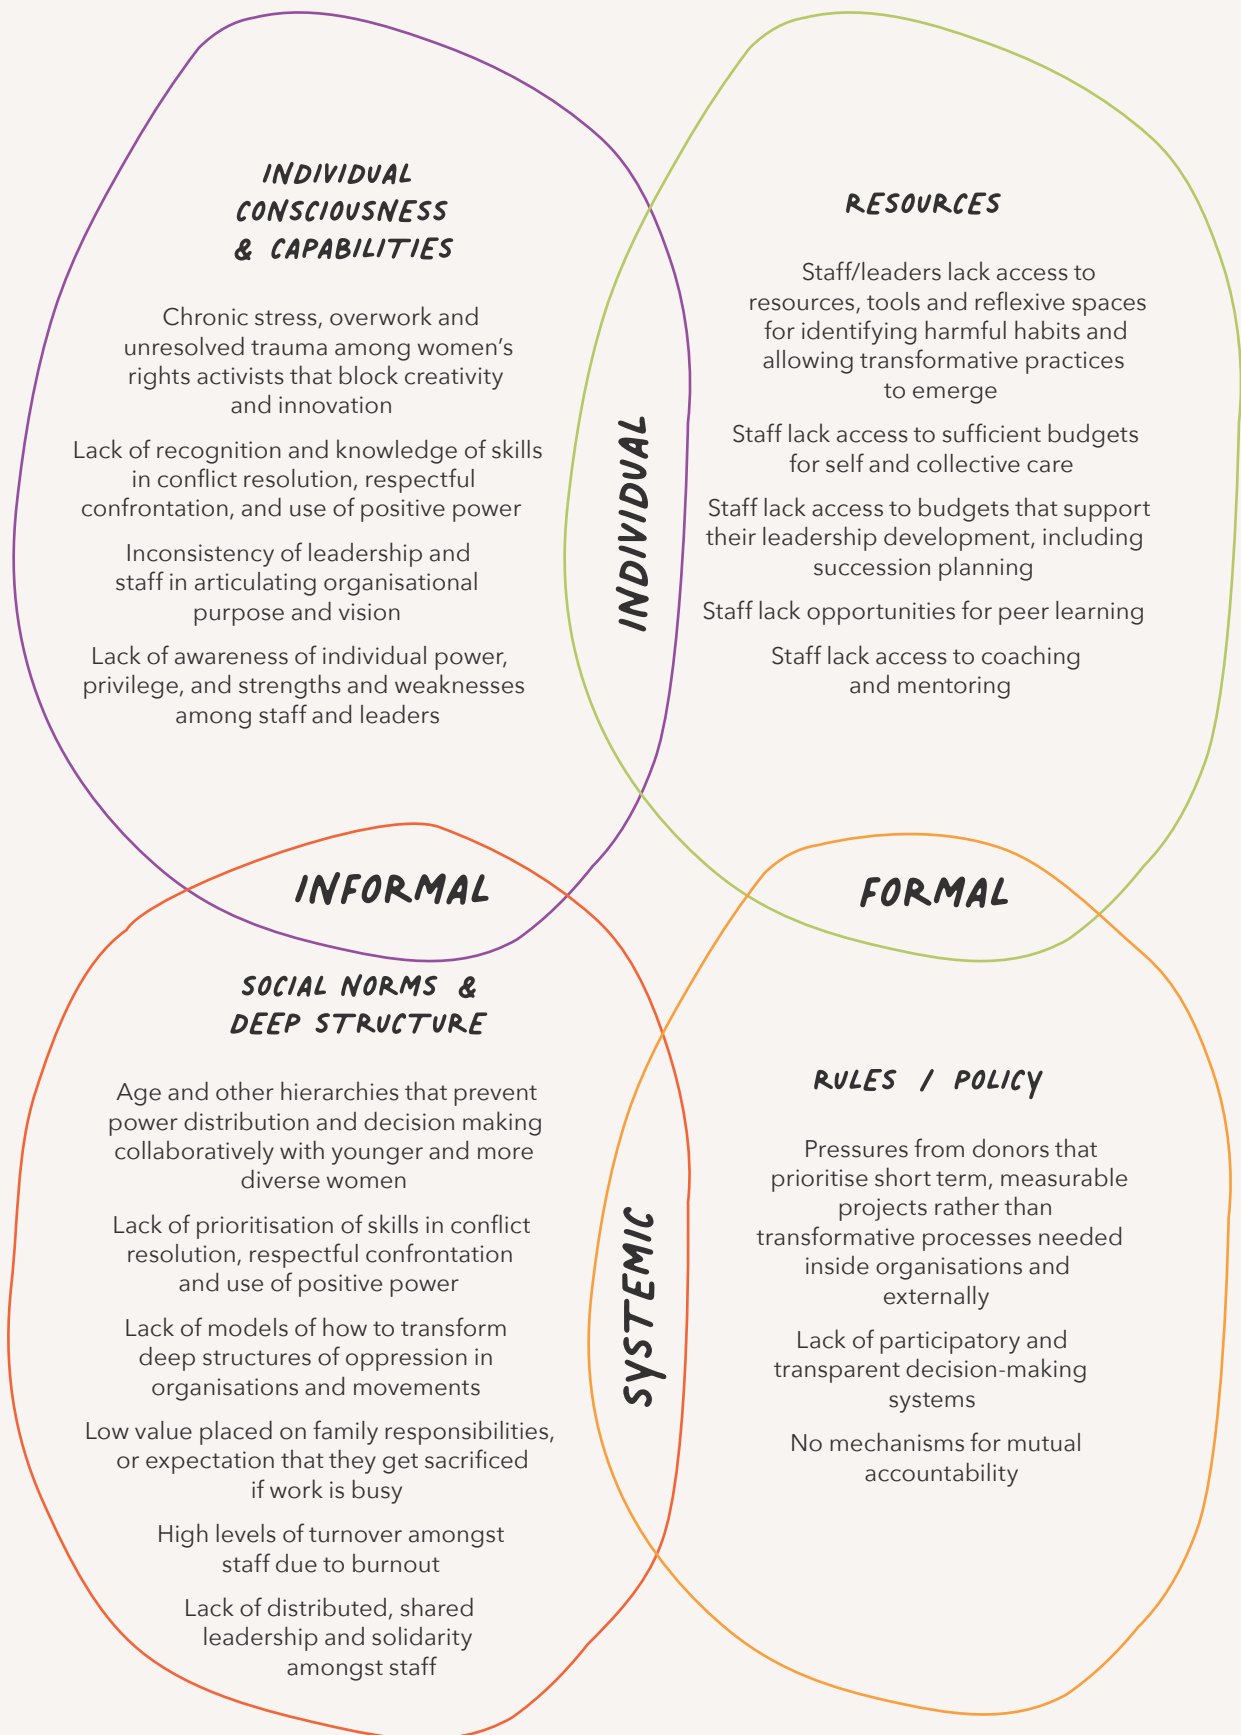 INDIVIDUAL
CONSCIOUSNESS
& CAPABILITIES
Chronic stress, overwork and
unresolved trauma among women's
rights activists that block creativity
and innovation
Lack of recognition and knowledge of skills
in conflict resolution, respectful
confrontation, and use of positive power
Inconsistency of leadership and
staff in articulating organisational
purpose and vision
Lack of awareness of individual power,
privilege, and strengths and weaknesses
among staff and leaders
INDIVIDUAL
RESOURCES
Staff/leaders lack access to
resources, tools and reflexive spaces
for identifying harmful habits and
allowing transformative practices
to emerge
Staff lack access to sufficient budgets
for self and collective care
Staff lack access to budgets that support
their leadership development, including
succession planning
Staff lack opportunities for peer learning
Staff lack access to coaching
and mentoring
INFORMAL
FORMAL
SOCIAL NORMS &
DEEP STRUCTURE
Age and other hierarchies that prevent
power distribution and decision making
collaboratively with younger and more
diverse women
Lack of prioritisation of skills in conflict
resolution, respectful confrontation
and use of positive power
Lack of models of how to transform
deep structures of oppression in
organisations and movements
Low value placed on family responsibilities,
or expectation that they get sacrificed
if work is busy
High levels of turnover amongst
staff due to burnout
Lack of distributed, shared
leadership and solidarity
amongst staff
SYSTEMIC
RULES / POLICY
Pressures from donors that
prioritise short term, measurable
projects rather than
transformative processes needed
inside organisations and
externally
Lack of participatory and
transparent decision-making
systems
No mechanisms for mutual
accountability